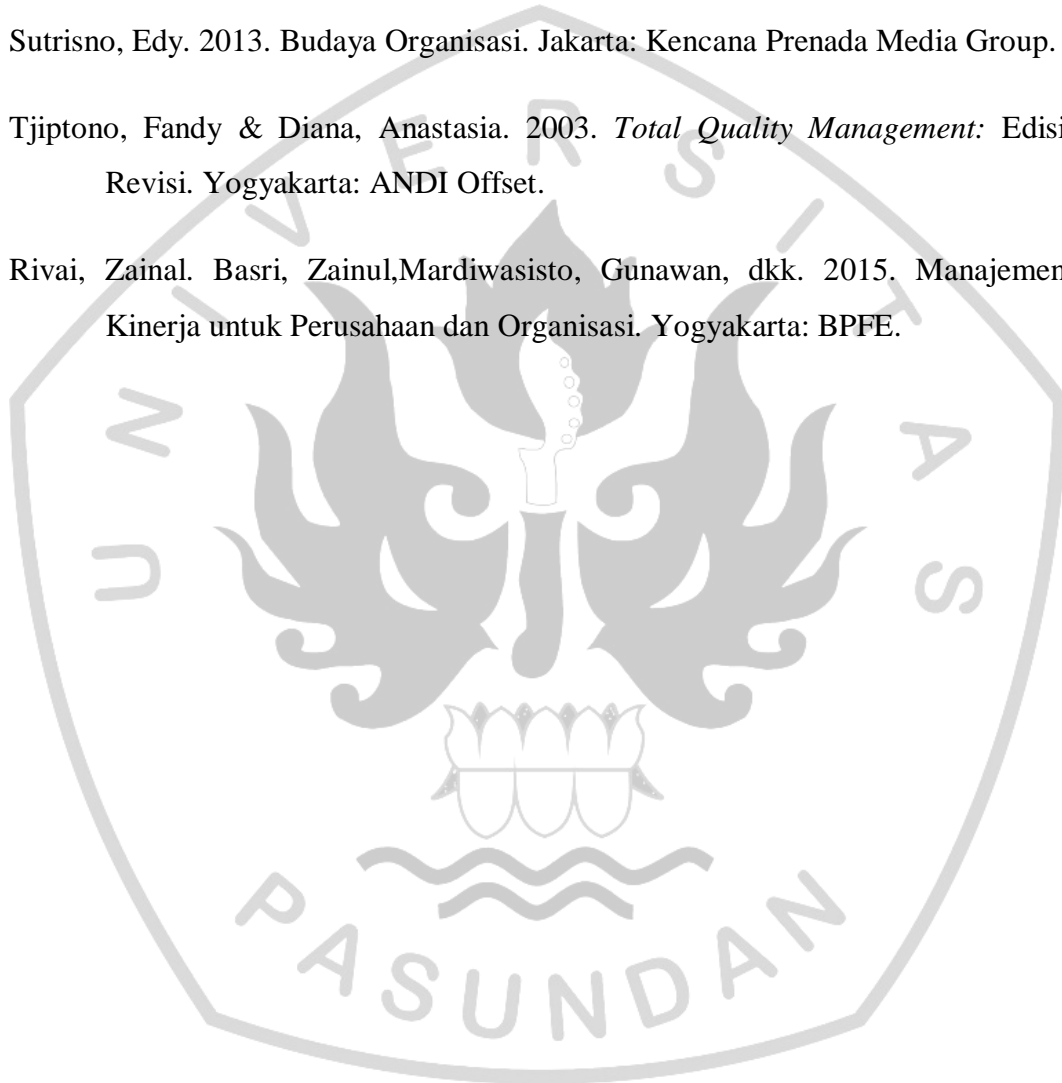 Sutrisno, Edy. 2013. Budaya Organisasi. Jakarta: Kencana Prenada Media Group.
Tjiptono, Fandy & Diana, Anastasia. 2003. Total Quality Management: Edisi
Revisi. Yogyakarta: ANDI Offset.
Rivai, Zainal. Basri, Zainul,Mardiwasisto, Gunawan, dkk. 2015. Manajemen
Kinerja untuk Perusahaan dan Organisasi. Yogyakarta: BPFE.
UNIVERSITAS
PASUNDAN